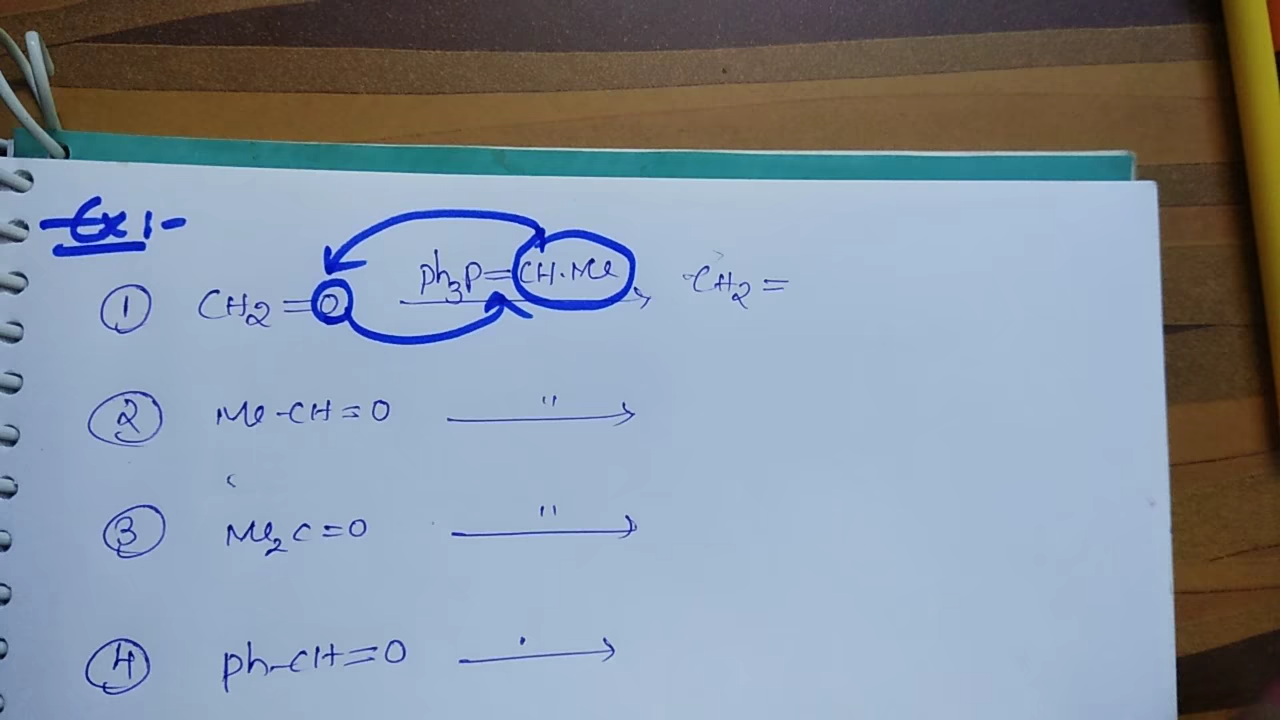 Ex 1-
① CH₂=O Ph₃P=CH·Me CH₂=
② Me-CH=O "
③ Me₂C=O "
④ Ph-CH=O